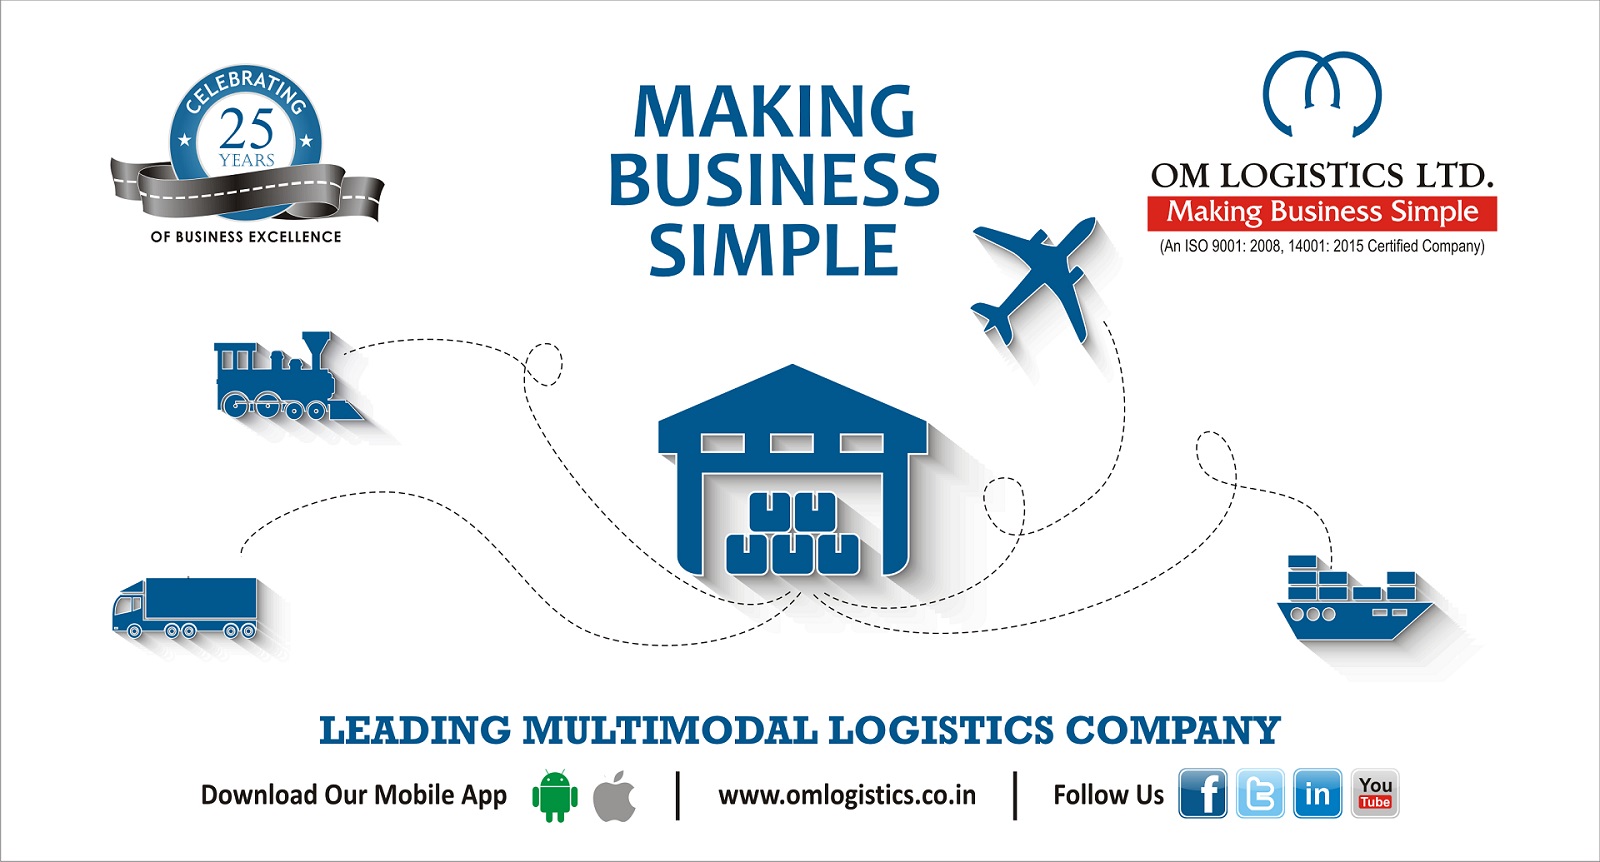 CELEBRATING
25
YEARS
OF BUSINESS EXCELLENCE
MAKING
BUSINESS
SIMPLE
OM LOGISTICS LTD.
Making Business Simple
(An ISO 9001: 2008, 14001: 2015 Certified Company)
LEADING MULTIMODAL LOGISTICS COMPANY
Download Our Mobile App
www.omlogistics.co.in
Follow Us
f
t
in
You
Tube